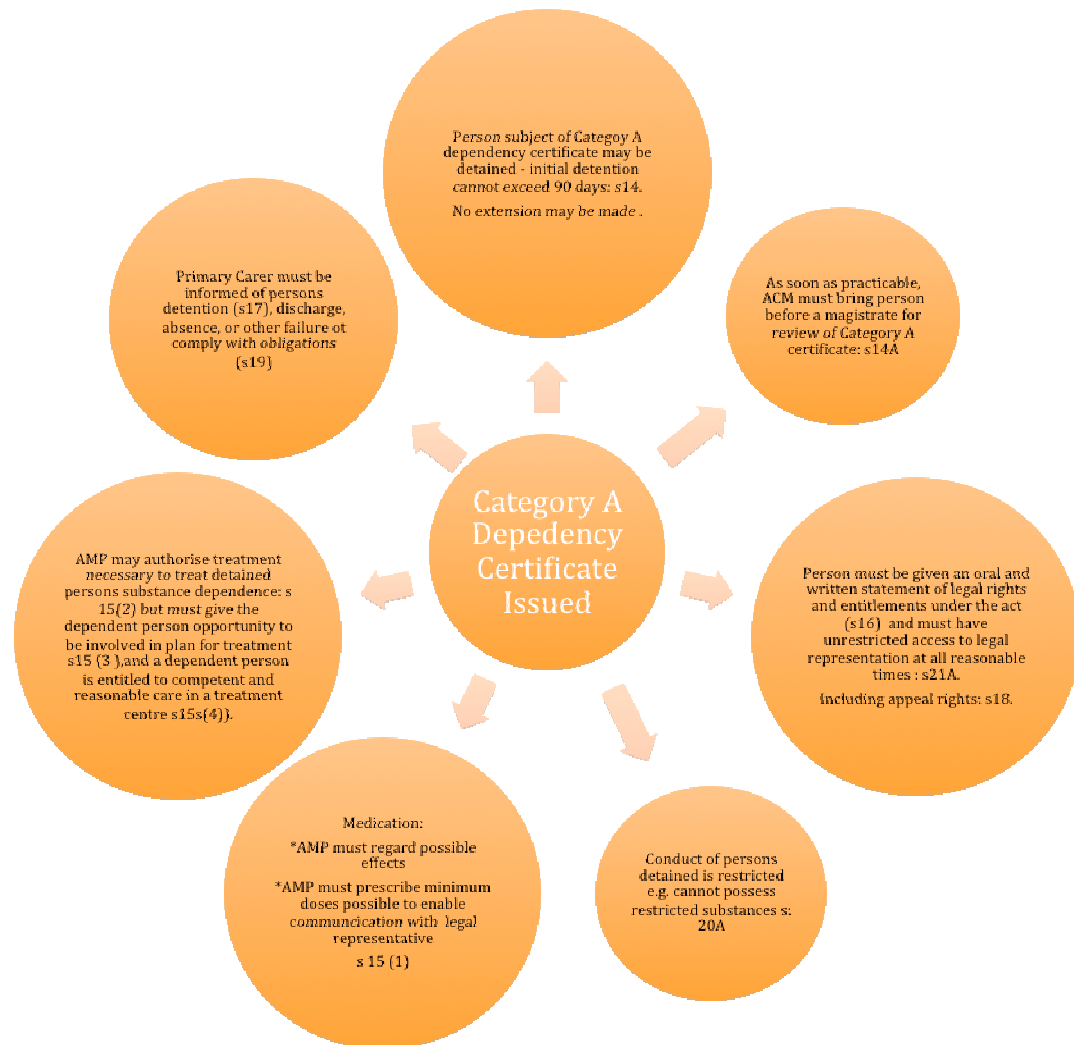 Person subject of Categoy A
dependency certificate may be
detained - initial detention
cannot exceed 90 days: s14.
No extension may be made .
As soon as practicable,
ACM must bring person
before a magistrate for
review of Category A
certificate: s14A
Person must be given an oral and
written statement of legal rights
and entitlements under the act
(s16) and must have
unrestricted access to legal
representation at all reasonable
times : s21A.
including appeal rights: s18.
Conduct of persons
detained is restricted
e.g. cannot possess
restricted substances s:
20A
Medication:
*AMP must regard possible
effects
*AMP must prescribe minimum
doses possible to enable
communcication with legal
representative
s 15 (1)
AMP may authorise treatment
necessary to treat detained
persons substance dependence: s
15(2) but must give the
dependent person opportunity to
be involved in plan for treatment
s15 (3 ),and a dependent person
is entitled to competent and
reasonable care in a treatment
centre s15s(4)).
Primary Carer must be
informed of persons
detention (s17), discharge,
absence, or other failure ot
comply with obligations
(s19)
Category A
Depedency
Certificate
Issued